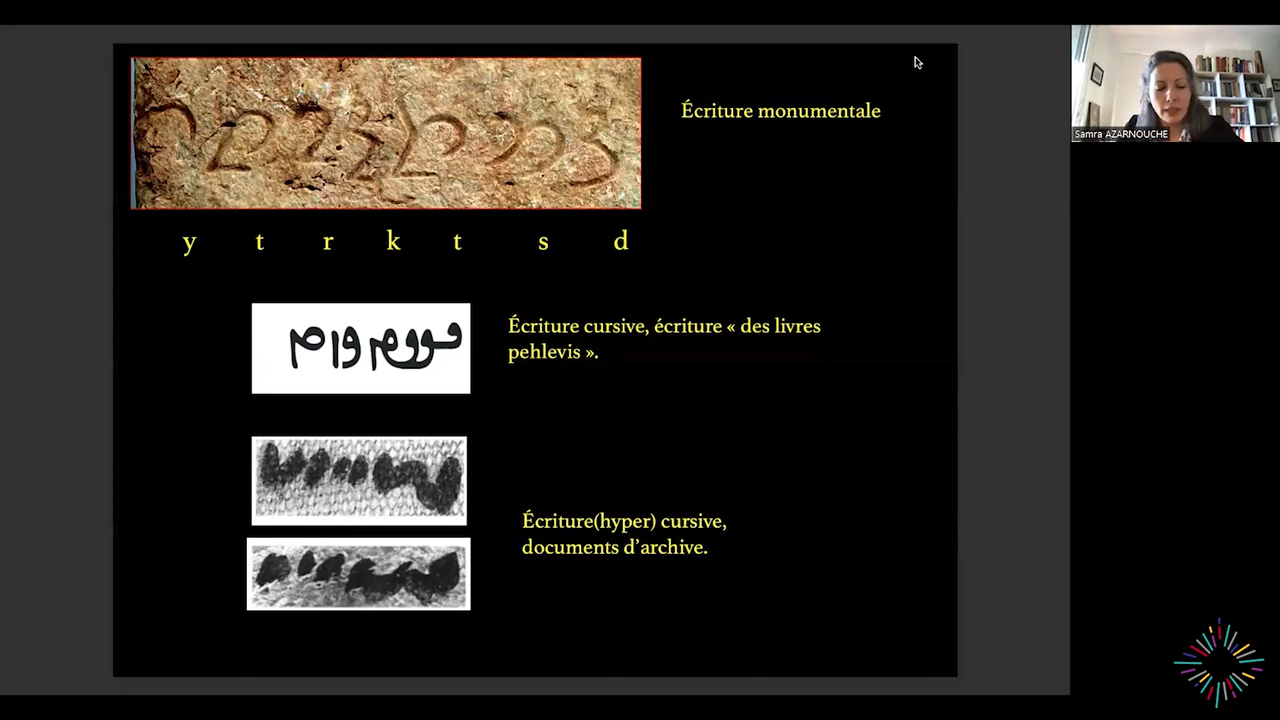 Écriture monumentale
Samra AZARNOUCHE
y t r k t s d
Écriture cursive, écriture « des livres
pehlevis ».
Écriture(hyper) cursive,
documents d’archive.